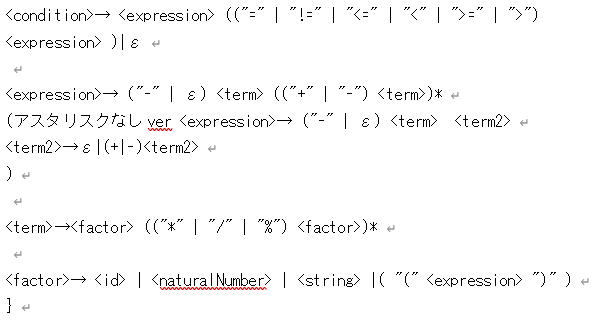 <condition>→ <expression> (("=" | "!=" | "<=" | "<" | ">=" | ">")
<expression> )|ε
<expression>→ ("-" | ε) <term> (("+" | "-") <term>)*
(アスタリスクなし ver <expression>→ ("-" | ε) <term>  <term2>
<term2>→ε|(+|-)<term2>
)
<term>→<factor> (("*" | "/" | "%") <factor>)*
<factor>→ <id> | <naturalNumber> | <string> |( "(" <expression> ")" )
]